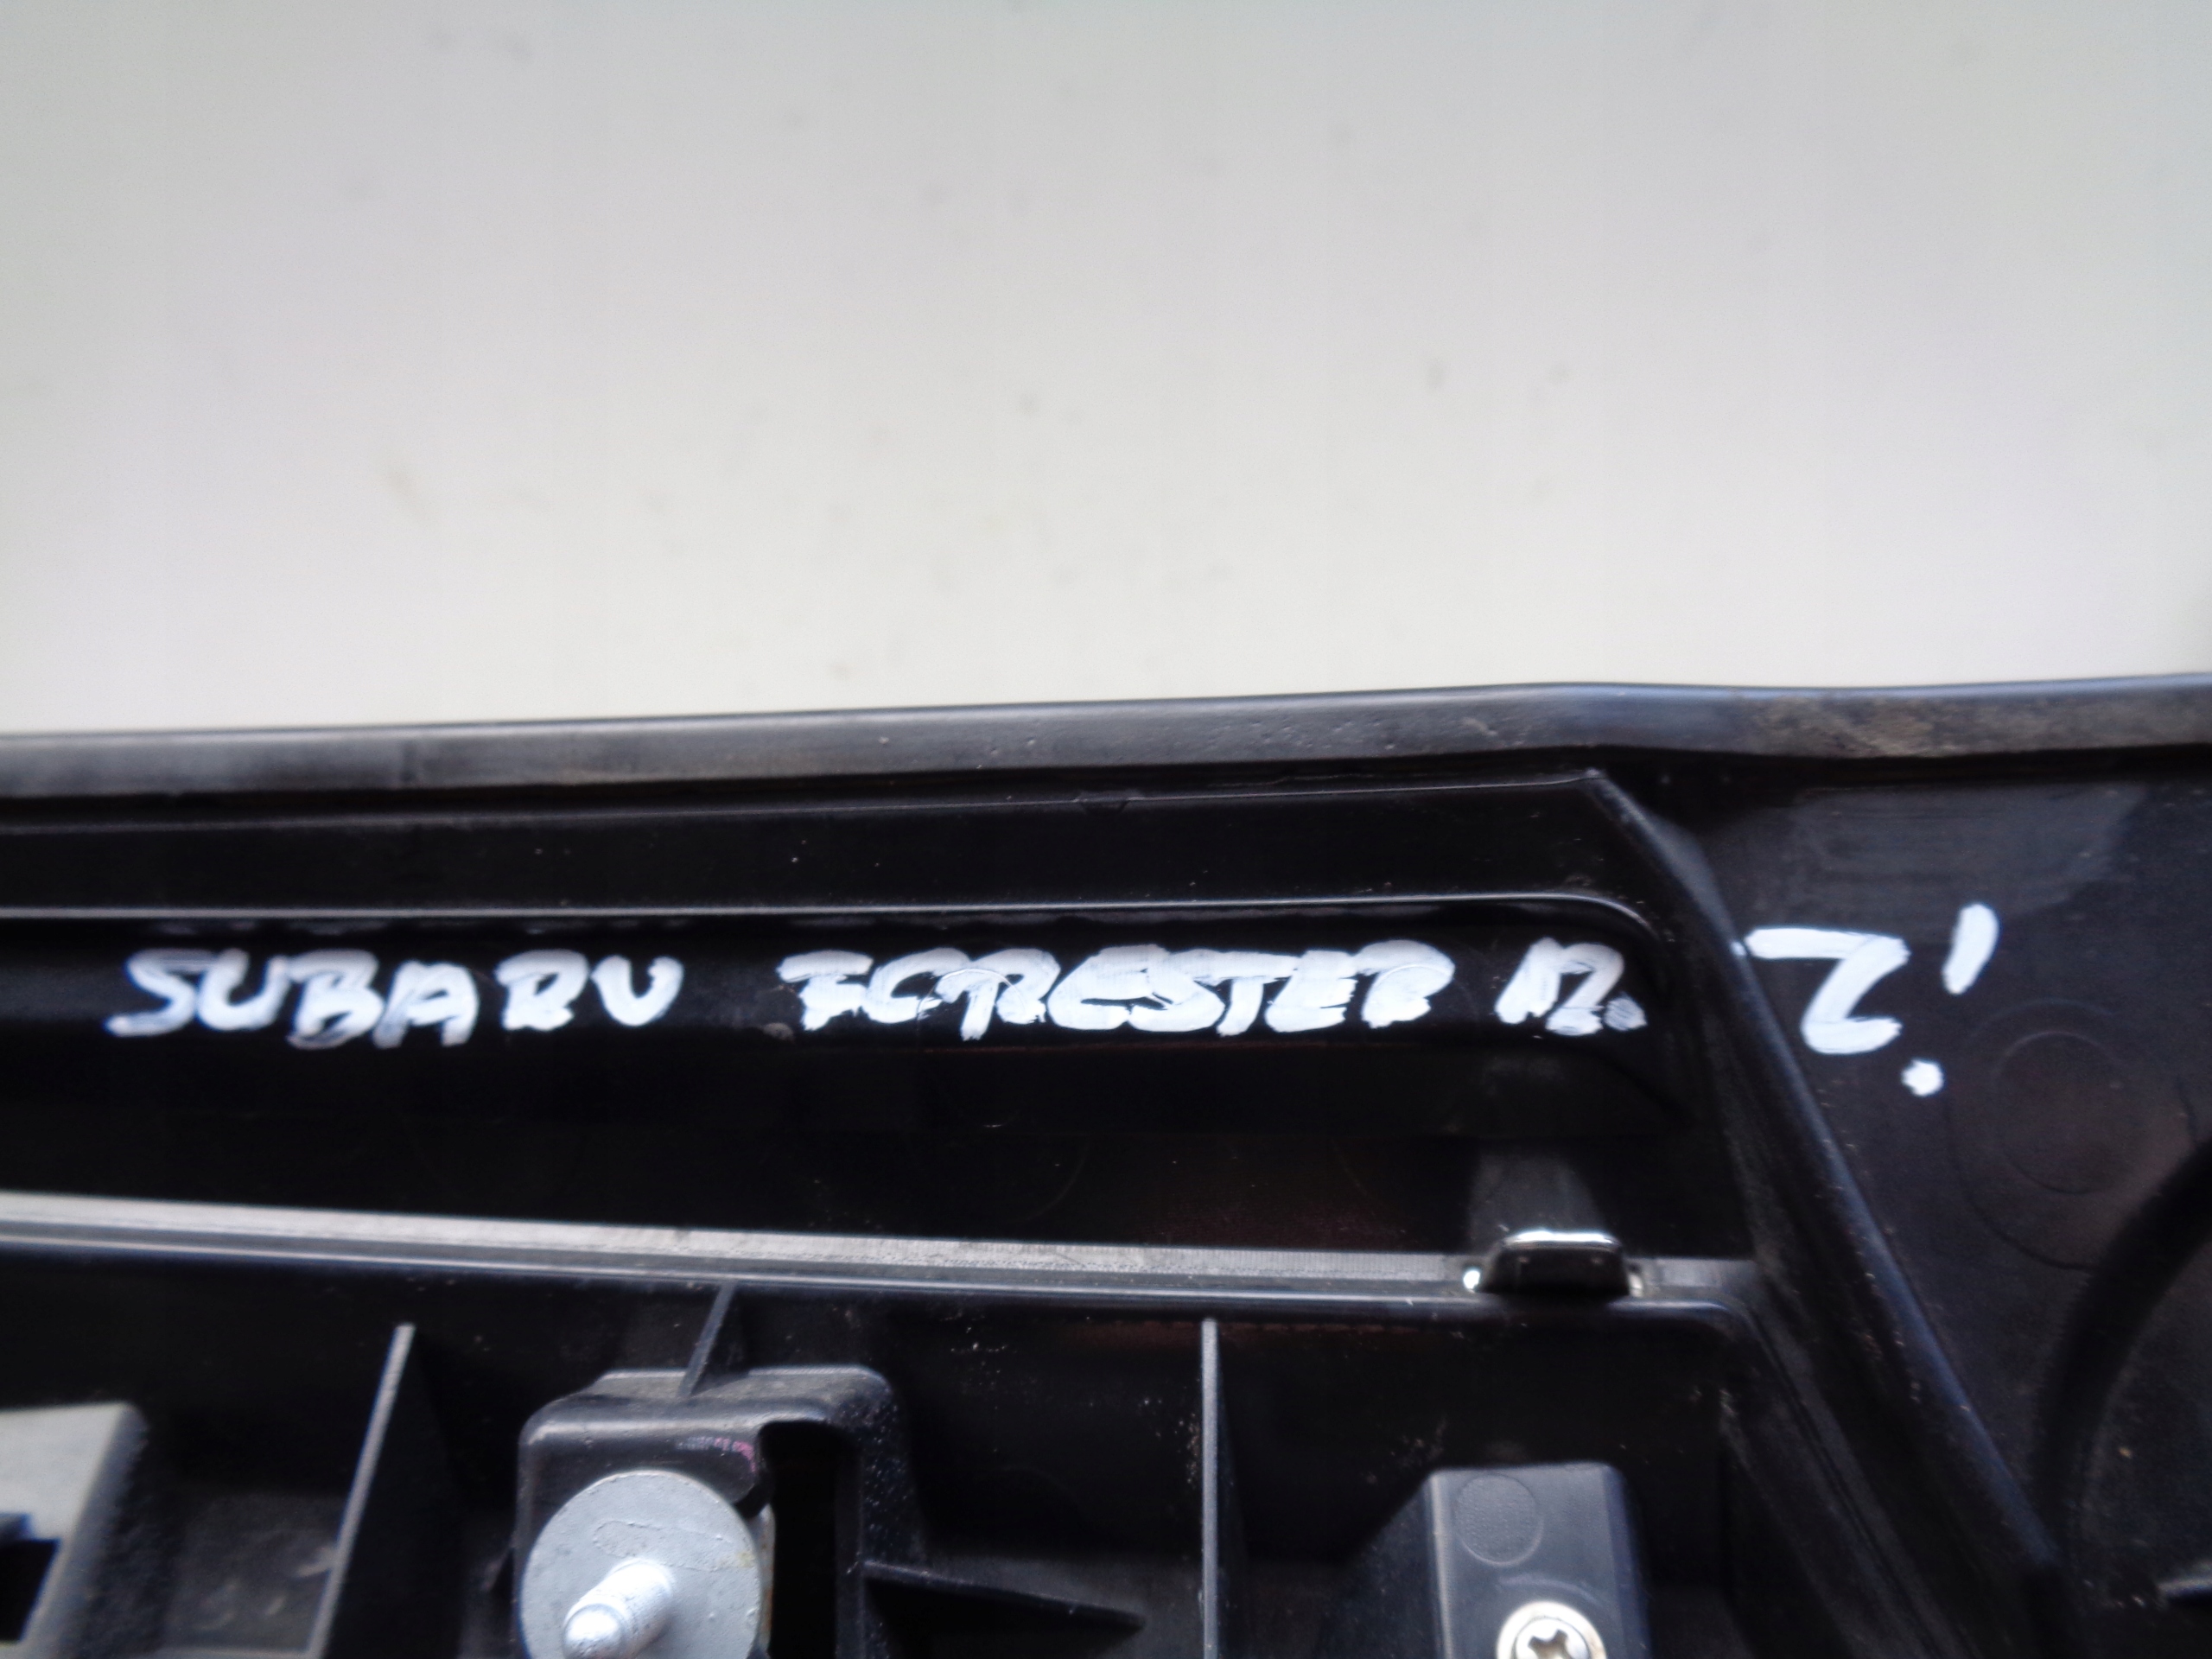 SUBARU FORESTER 12. Z!